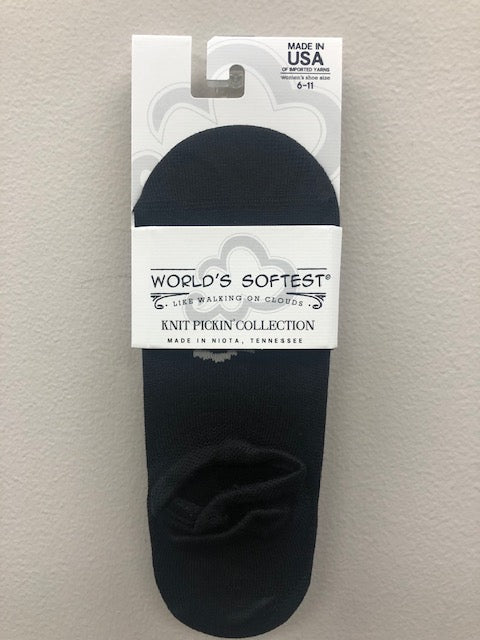 MADE IN
USA
OF IMPORTED YARNS
women's shoe size
6-11
WORLD'S SOFTEST®
LIKE WALKING ON CLOUDS
KNIT PICKIN' COLLECTION
MADE IN NIOTA, TENNESSEE